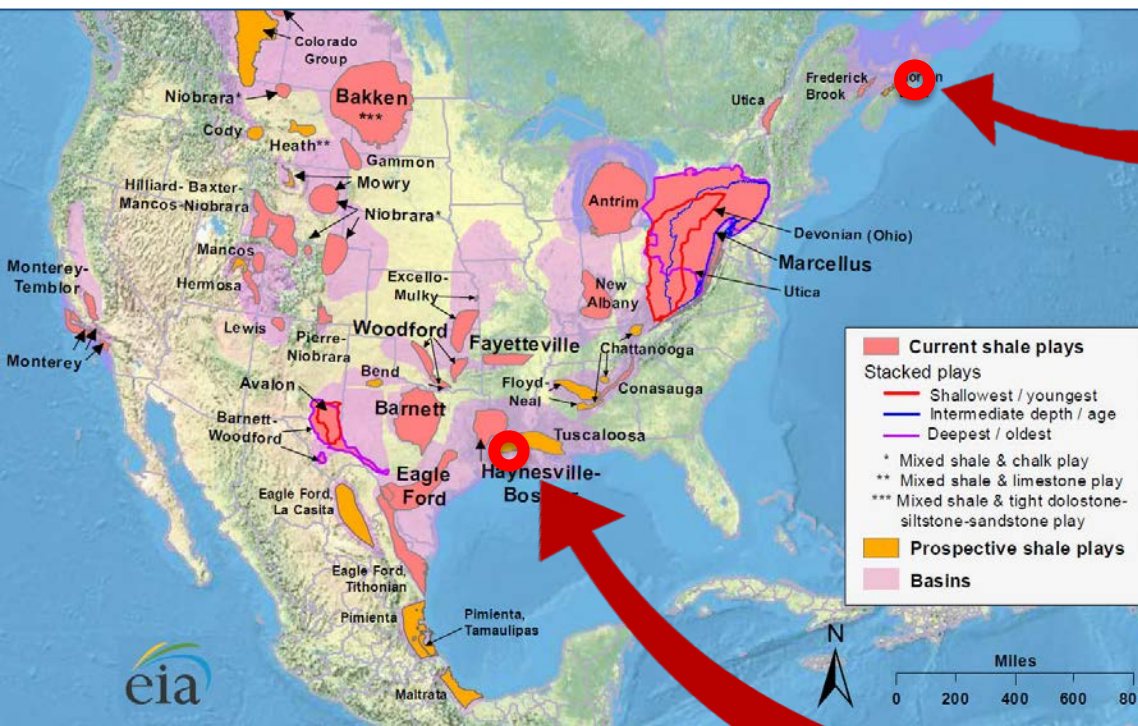 Colorado
Group
Niobrara*
Bakken
***
Cody
Heath**
Gammon
Mowry
Hilliard- Baxter-
Mancos-Niobrara
Niobrara*
Mancos
Hermosa
Monterey-
Temblor
Monterey
Lewis
Pierre-
Niobrara
Excello-
Mulky
Woodford
Fayetteville
Bend
Avalon
Barnett
Barnett-
Woodford
Antrim
New
Albany
Chattanooga
Floyd-
Neal
Conasauga
Tuscaloosa
Haynesville-
Eagle
Ford
Eagle Ford,
La Casita
Eagle Ford,
Tithonian
Pimienta
Pimienta,
Tamaulipas
Maltrata
Utica
Frederick
Brook
Devonian (Ohio)
Marcellus
Utica
Current shale plays
Stacked plays
Shallowest / youngest
Intermediate depth / age
Deepest / oldest
* Mixed shale & chalk play
** Mixed shale & limestone play
*** Mixed shale & tight dolostone-
siltstone-sandstone play
Prospective shale plays
Basins
eia
N
Miles
0 200 400 600